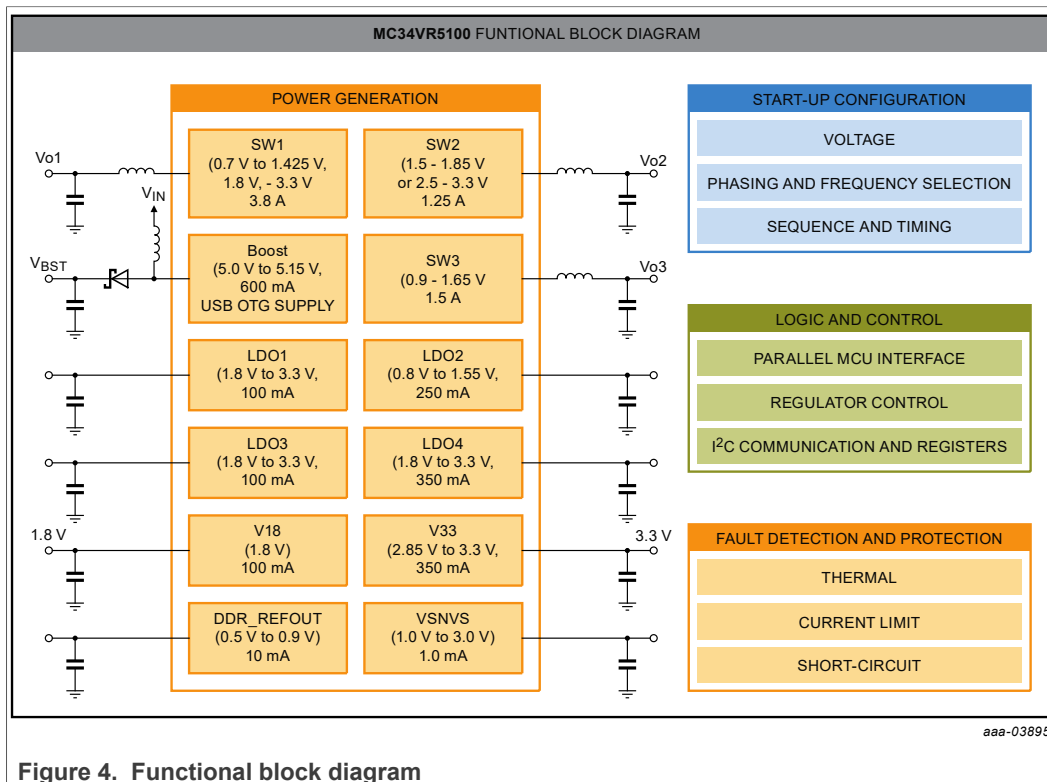 MC34VR5100 FUNTIONAL BLOCK DIAGRAM
POWER GENERATION
Vo1
SW1
(0.7 V to 1.425 V,
1.8 V, - 3.3 V
3.8 A
SW2
(1.5 - 1.85 V
or 2.5 - 3.3 V
1.25 A
Vo2
VIN
VBST
Boost
(5.0 V to 5.15 V,
600 mA
USB OTG SUPPLY
SW3
(0.9 - 1.65 V
1.5 A
Vo3
LDO1
(1.8 V to 3.3 V,
100 mA
LDO2
(0.8 V to 1.55 V,
250 mA
LDO3
(1.8 V to 3.3 V,
100 mA
LDO4
(1.8 V to 3.3 V,
350 mA
1.8 V
V18
(1.8 V)
100 mA
V33
(2.85 V to 3.3 V,
350 mA
3.3 V
DDR_REFOUT
(0.5 V to 0.9 V)
10 mA
VSNVS
(1.0 V to 3.0 V)
1.0 mA
START-UP CONFIGURATION
VOLTAGE
PHASING AND FREQUENCY SELECTION
SEQUENCE AND TIMING
LOGIC AND CONTROL
PARALLEL MCU INTERFACE
REGULATOR CONTROL
I2C COMMUNICATION AND REGISTERS
FAULT DETECTION AND PROTECTION
THERMAL
CURRENT LIMIT
SHORT-CIRCUIT
aaa-03895
Figure 4. Functional block diagram